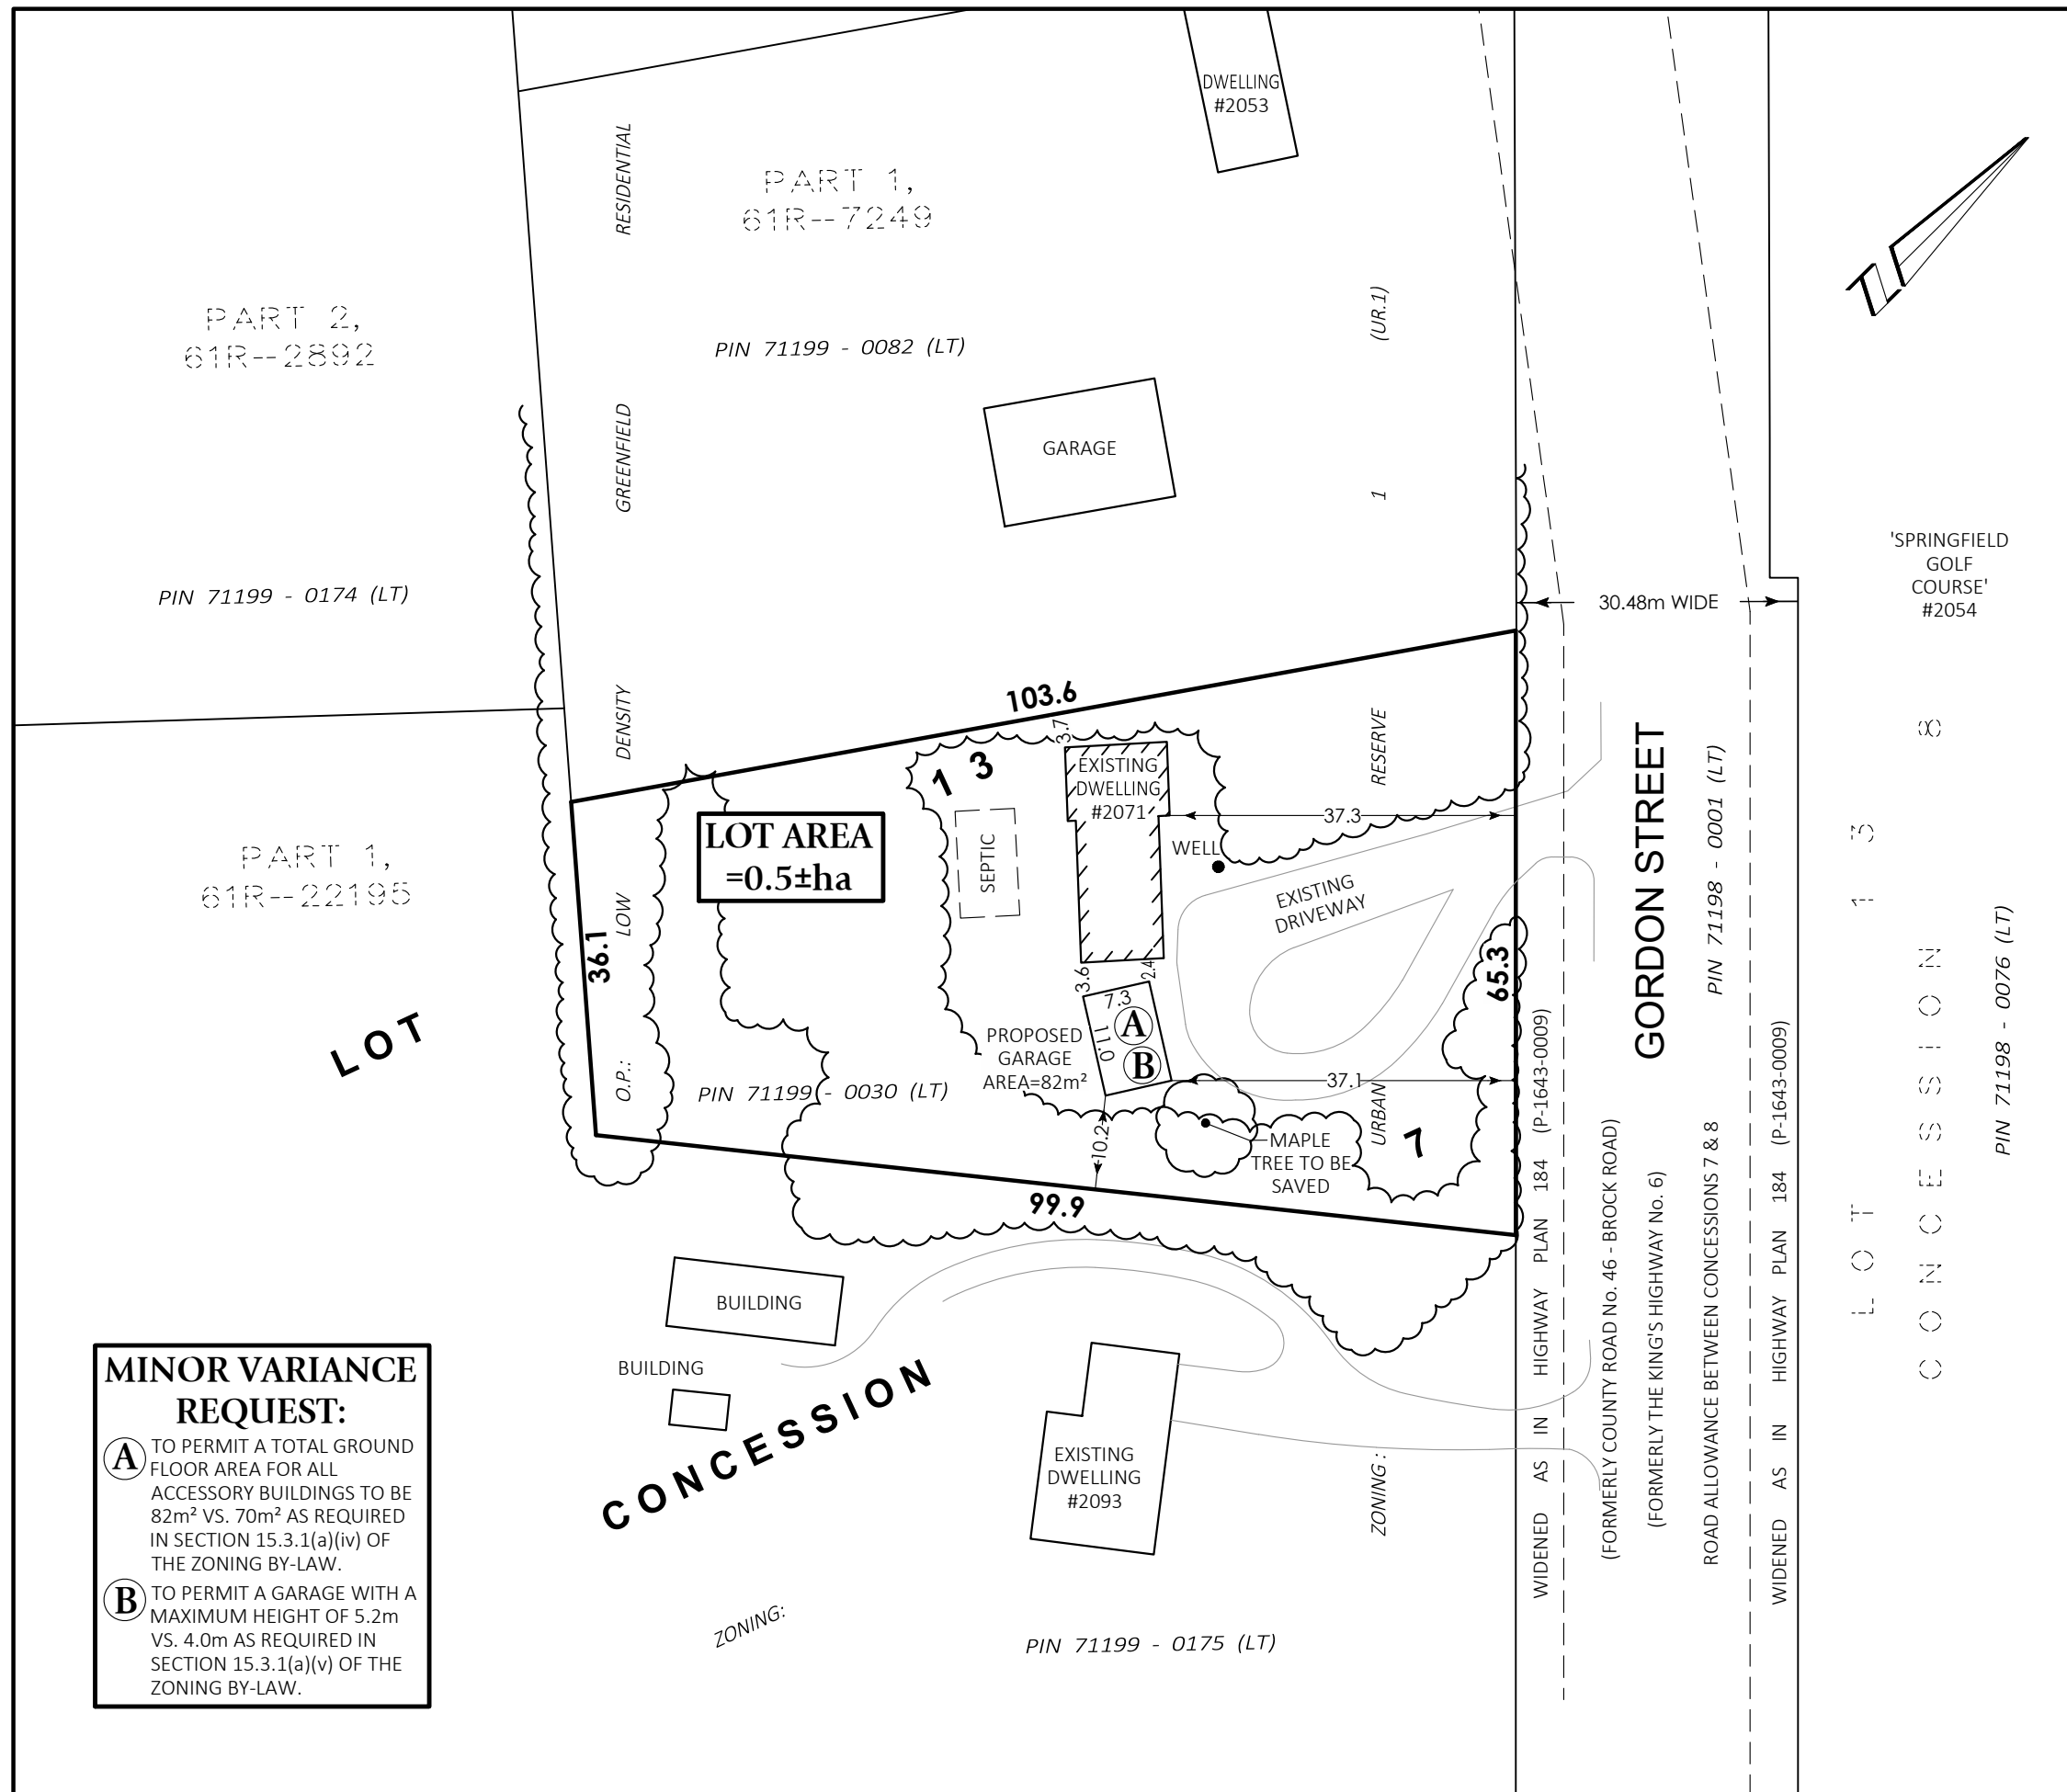 DWELLING
#2053
PART 1,
61R--7249
RESIDENTIAL
PART 2,
61R--2892
PIN 71199 - 0082 (LT)
(UR.1)
GREENFIELD
GARAGE
1
'SPRINGFIELD
GOLF
COURSE'
#2054
PIN 71199 - 0174 (LT)
30.48m WIDE
103.6
DENSITY
3.7
RESERVE
1 3
EXISTING
DWELLING
#2071
37.3
LOT AREA
=0.5±ha
SEPTIC
WELL
EXISTING
DRIVEWAY
PART 1,
61R--22195
LOW
36.1
65.3
3.6
2.4
7.3
11.0
A
B
PROPOSED
GARAGE
AREA=82m²
37.1
LOT
O.P.:
PIN 71199 - 0030 (LT)
URBAN
7
10.2
MAPLE
TREE TO BE
SAVED
99.9
GORDON STREET
PIN 71198 - 0001 (LT)
WIDENED AS IN HIGHWAY PLAN 184 (P-1643-0009)
(FORMERLY COUNTY ROAD No. 46 - BROCK ROAD)
(FORMERLY THE KING'S HIGHWAY No. 6)
ROAD ALLOWANCE BETWEEN CONCESSIONS 7 & 8
WIDENED AS IN HIGHWAY PLAN 184 (P-1643-0009)
LOT 13
CONCESSION 8
PIN 71198 - 0076 (LT)
N
BUILDING
BUILDING
CONCESSION
EXISTING
DWELLING
#2093
ZONING :
ZONING:
PIN 71199 - 0175 (LT)
MINOR VARIANCE
REQUEST:
A TO PERMIT A TOTAL GROUND
FLOOR AREA FOR ALL
ACCESSORY BUILDINGS TO BE
82m² VS. 70m² AS REQUIRED
IN SECTION 15.3.1(a)(iv) OF
THE ZONING BY-LAW.
B TO PERMIT A GARAGE WITH A
MAXIMUM HEIGHT OF 5.2m
VS. 4.0m AS REQUIRED IN
SECTION 15.3.1(a)(v) OF THE
ZONING BY-LAW.